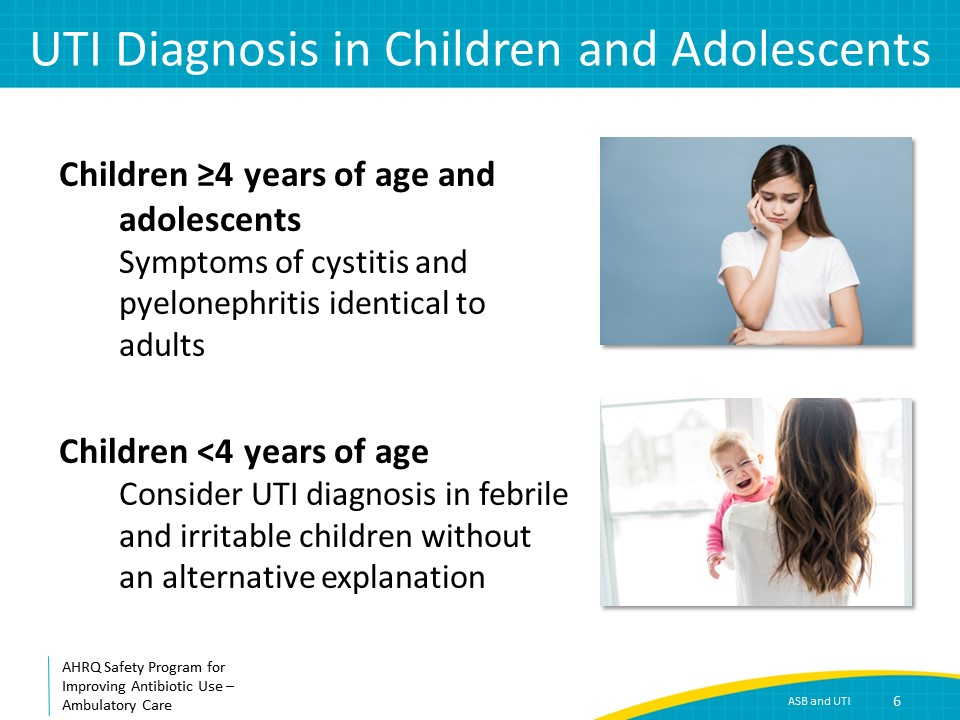 UTI Diagnosis in Children and Adolescents
Children ≥4 years of age and
adolescents
Symptoms of cystitis and
pyelonephritis identical to
adults
Children <4 years of age
Consider UTI diagnosis in febrile
and irritable children without
an alternative explanation
AHRQ Safety Program for
Improving Antibiotic Use –
Ambulatory Care
ASB and UTI
6